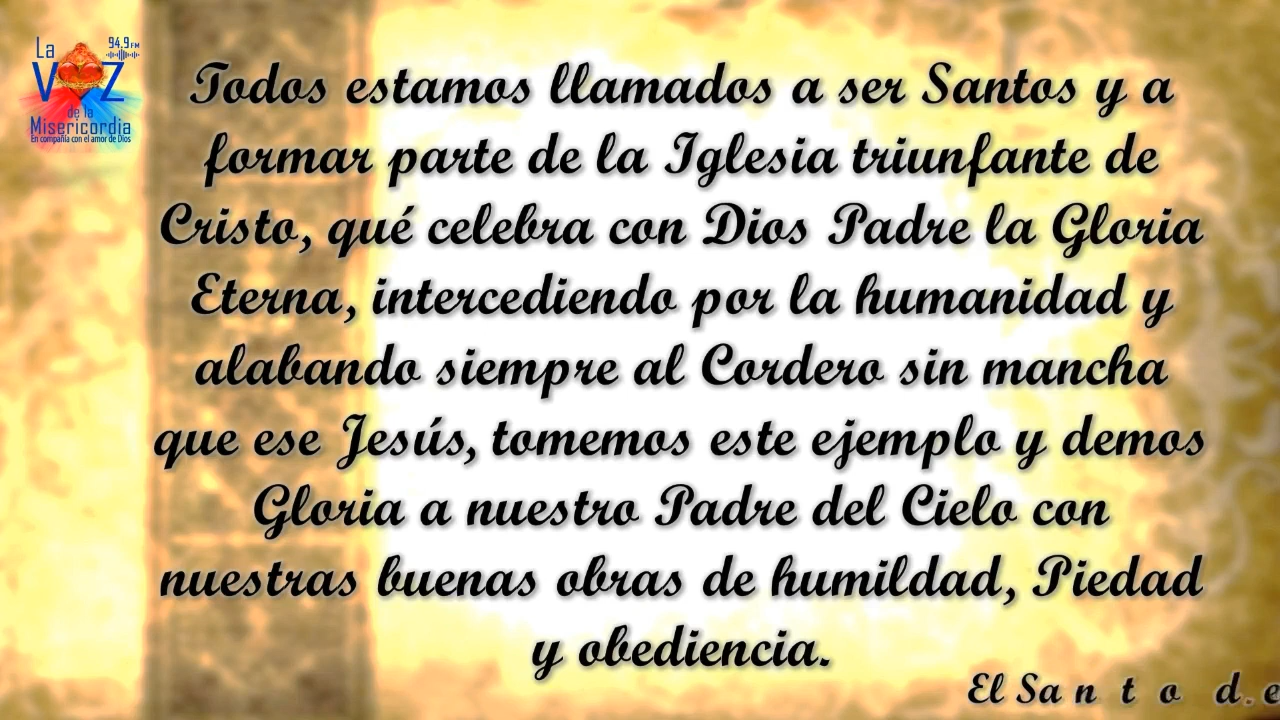 La
94.9 FM
VOZ
de la
Misericordia
En compañía con el amor de Dios
Todos estamos llamados a ser Santos y a
formar parte de la Iglesia triunfante de
Cristo, qué celebra con Dios Padre la Gloria
Eterna, intercediendo por la humanidad y
alabando siempre al Cordero sin mancha
que ese Jesús, tomemos este ejemplo y demos
Gloria a nuestro Padre del Cielo con
nuestras buenas obras de humildad, Piedad
y obediencia.
El Santo de